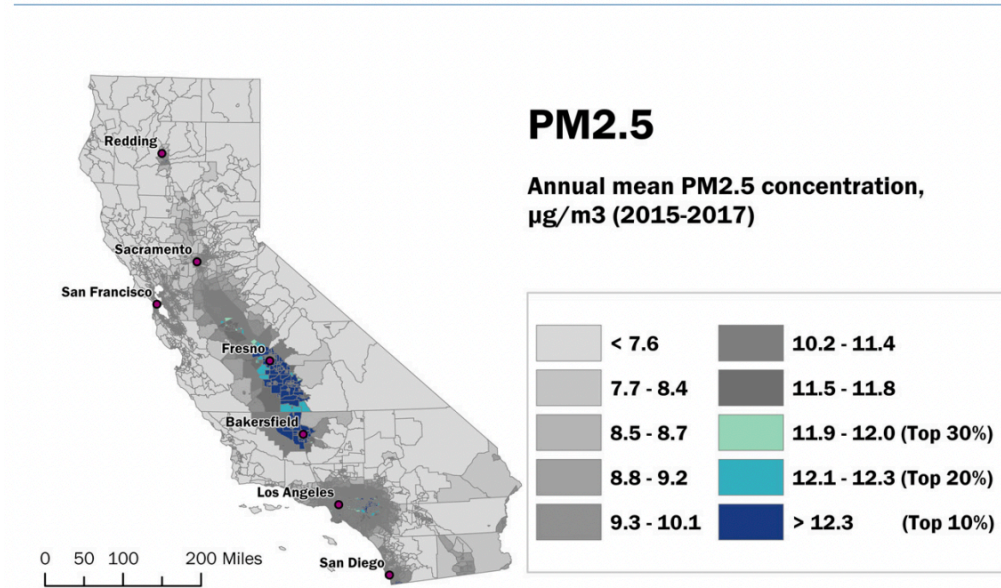 PM2.5
Annual mean PM2.5 concentration,
µg/m3 (2015-2017)
Redding
Sacramento
San Francisco
Fresno
Bakersfield
Los Angeles
San Diego
0 50 100 200 Miles
< 7.6
7.7 - 8.4
8.5 - 8.7
8.8 - 9.2
9.3 - 10.1
10.2 - 11.4
11.5 - 11.8
11.9 - 12.0 (Top 30%)
12.1 - 12.3 (Top 20%)
> 12.3 (Top 10%)